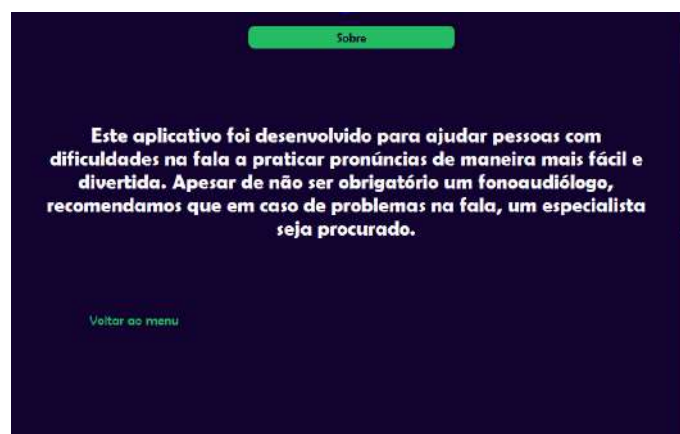 Sobre
Este aplicativo foi desenvolvido para ajudar pessoas com
dificuldades na fala a praticar pronúncias de maneira mais fácil e
divertida. Apesar de não ser obrigatório um fonoaudiólogo,
recomendamos que em caso de problemas na fala, um especialista
seja procurado.
Voltar ao menu